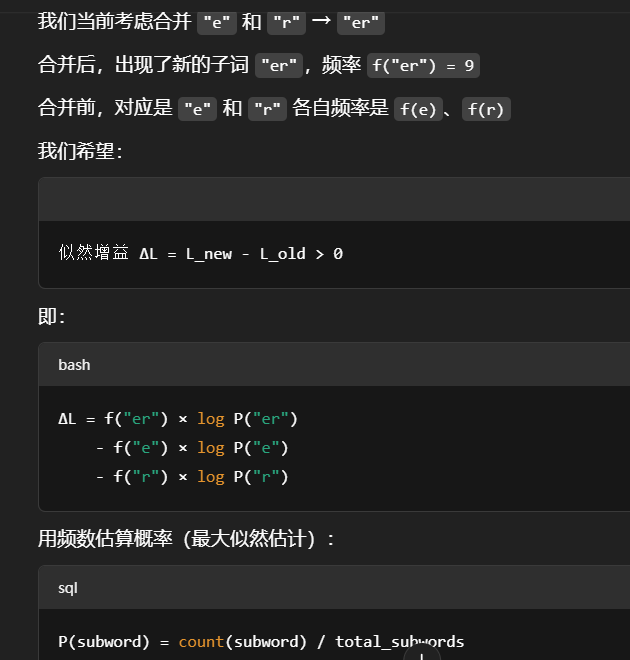 我们当前考虑合并 "e" 和 "r" → "er"
合并后，出现了新的子词 "er"，频率 f("er") = 9
合并前，对应是 "e" 和 "r" 各自频率是 f(e)、f(r)
我们希望：
似然增益 ΔL = L_new - L_old > 0
即：
bash
ΔL = f("er") × log P("er")
- f("e") × log P("e")
- f("r") × log P("r")
用频数估算概率（最大似然估计）：
sql
P(subword) = count(subword) / total_subwords